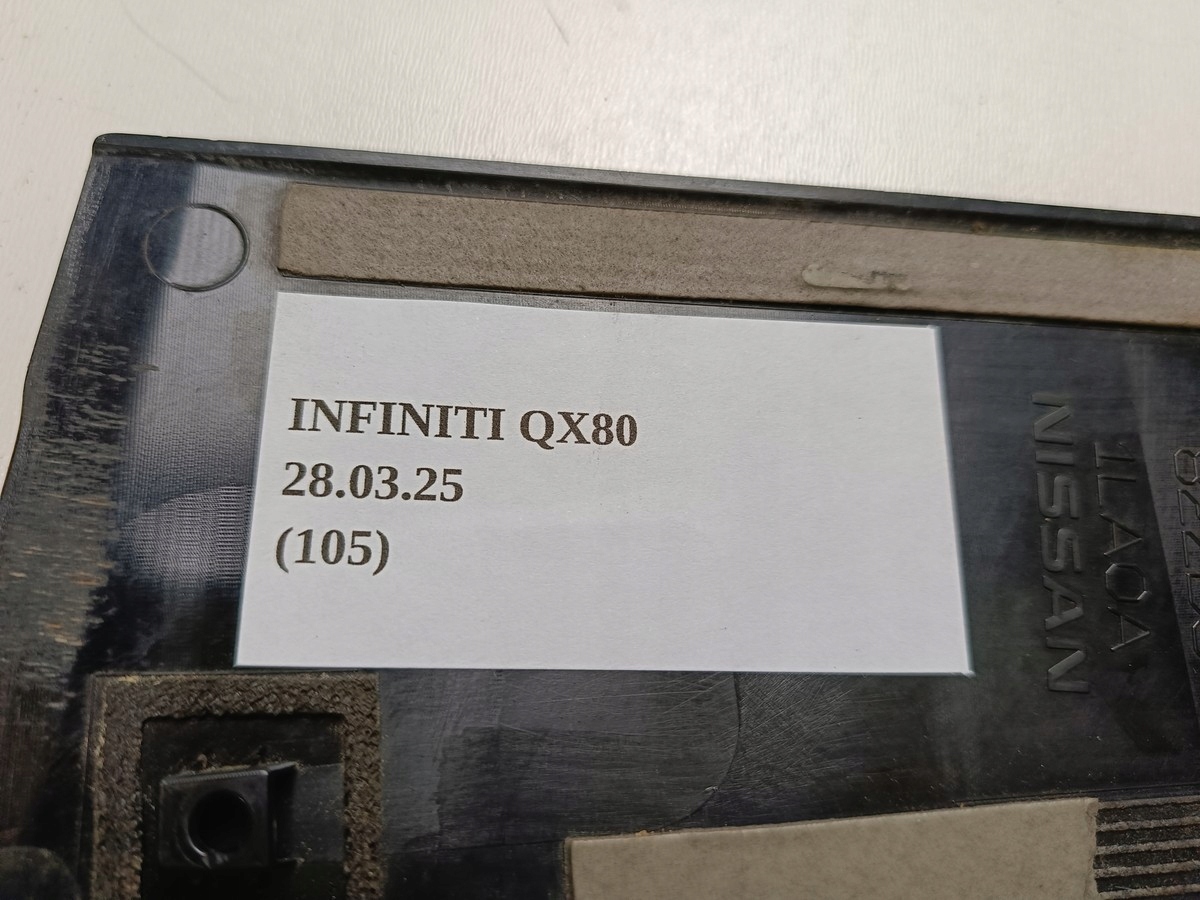 INFINITI QX80
28.03.25
(105)
NISSAN
1LA0A